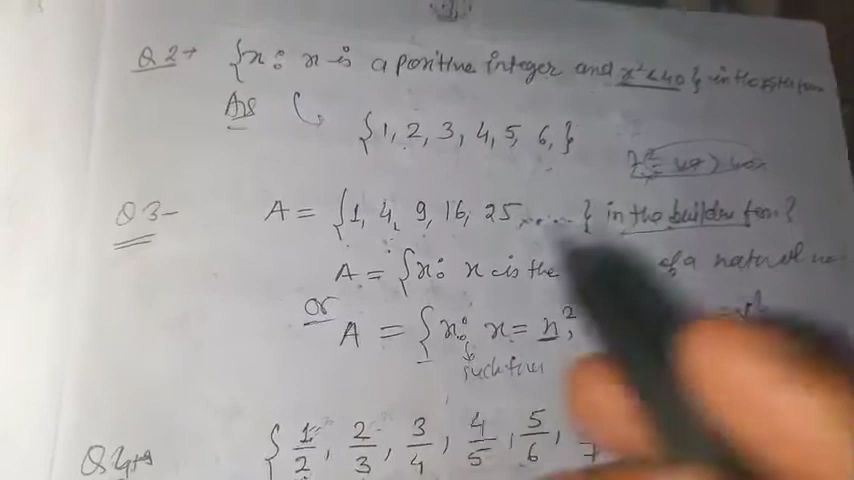 Q2→ {x: x is a positive integer and x²<40} in the
Ans {1, 2, 3, 4, 5, 6,}
Q3- A = {1, 4, 9, 16, 25, ..... } in the builder form?
A = {x: x is the of a natural no.
or
A = {x: x = n²,
such that
Q4→ { 1/2, 2/3, 3/4, 4/5, 5/6, 7